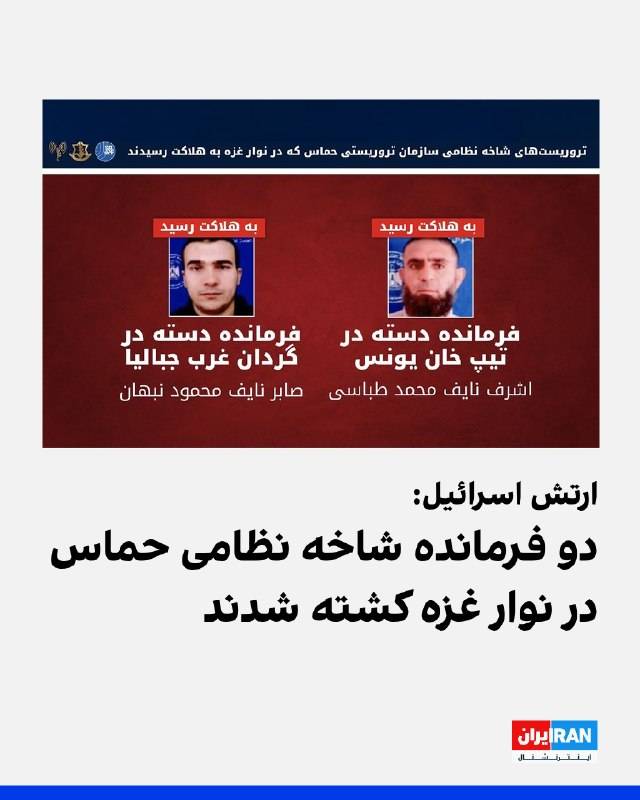 تروریست‌های شاخه نظامی سازمان تروریستی حماس که در نوار غزه به هلاکت رسیدند
به هلاکت رسید
فرمانده دسته در
تیپ خان یونس
اشرف نایف محمد طباسی
به هلاکت رسید
فرمانده دسته در
گردان غرب جبالیا
صابر نایف محمود نبهان
ارتش اسرائیل:
دو فرمانده شاخه نظامی حماس
در نوار غزه کشته شدند
ایران IRAN
اینترنشنال